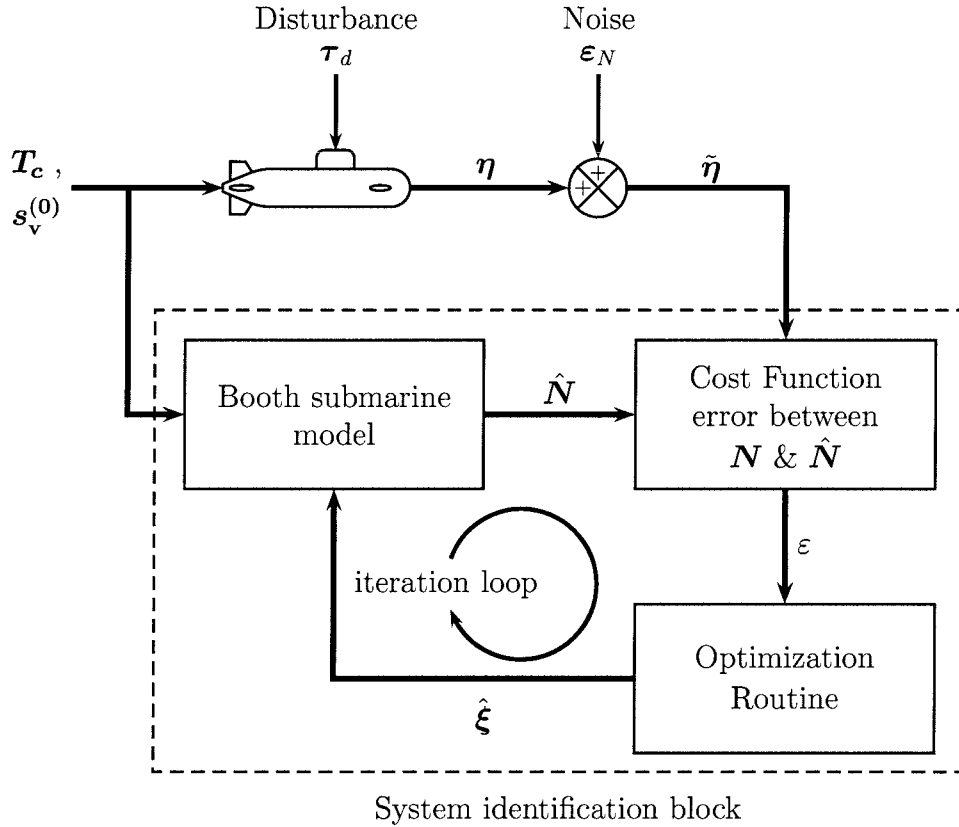 Disturbance
τ_d
Noise
ε_N
T_c ,
s_v^(0)
η
+
+
η̃
Booth submarine
model
N̂
Cost Function
error between
N & N̂
ε
iteration loop
Optimization
Routine
ξ̂
System identification block